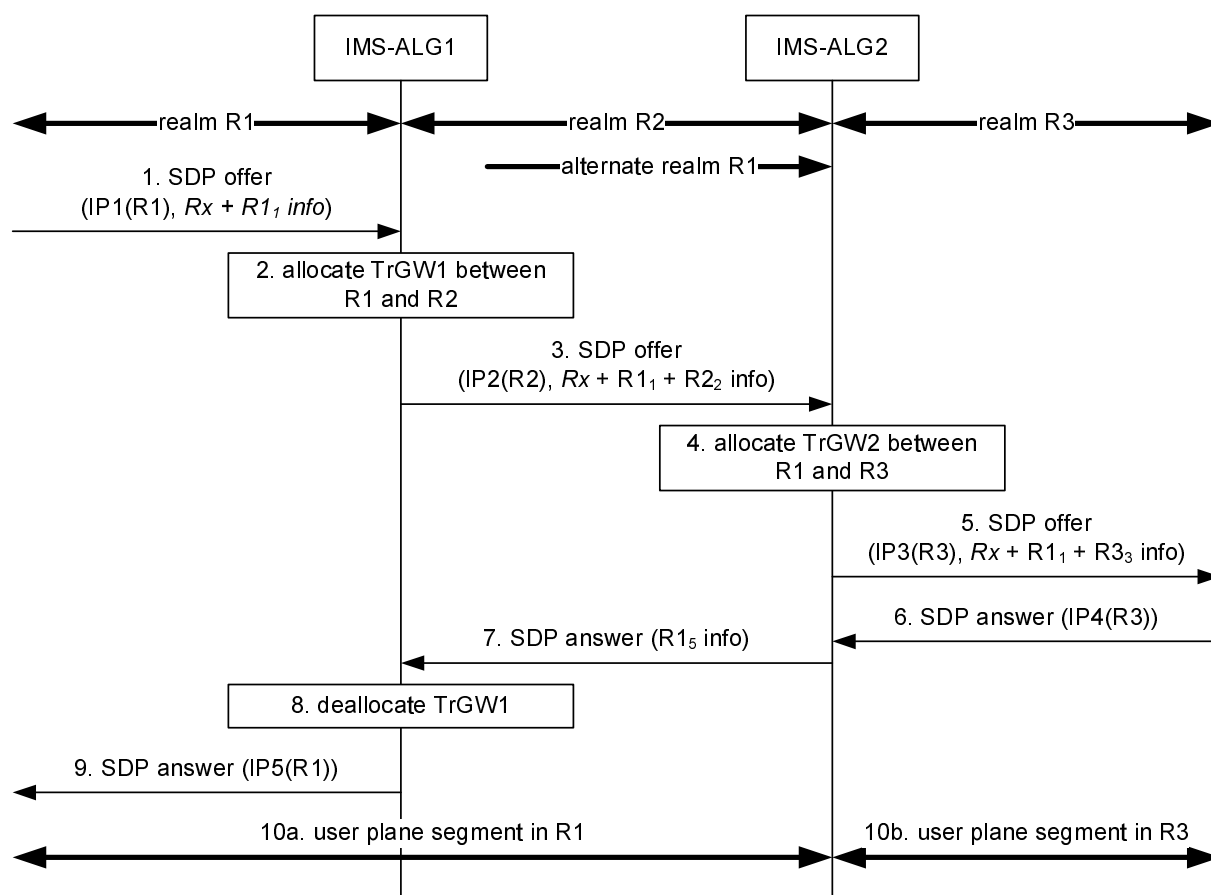 IMS-ALG1
IMS-ALG2
realm R1
realm R2
realm R3
alternate realm R1
1. SDP offer
(IP1(R1), Rx + R1₁ info)
2. allocate TrGW1 between
R1 and R2
3. SDP offer
(IP2(R2), Rx + R1₁ + R2₂ info)
4. allocate TrGW2 between
R1 and R3
5. SDP offer
(IP3(R3), Rx + R1₁ + R3₃ info)
6. SDP answer (IP4(R3))
7. SDP answer (R1₅ info)
8. deallocate TrGW1
9. SDP answer (IP5(R1))
10a. user plane segment in R1
10b. user plane segment in R3